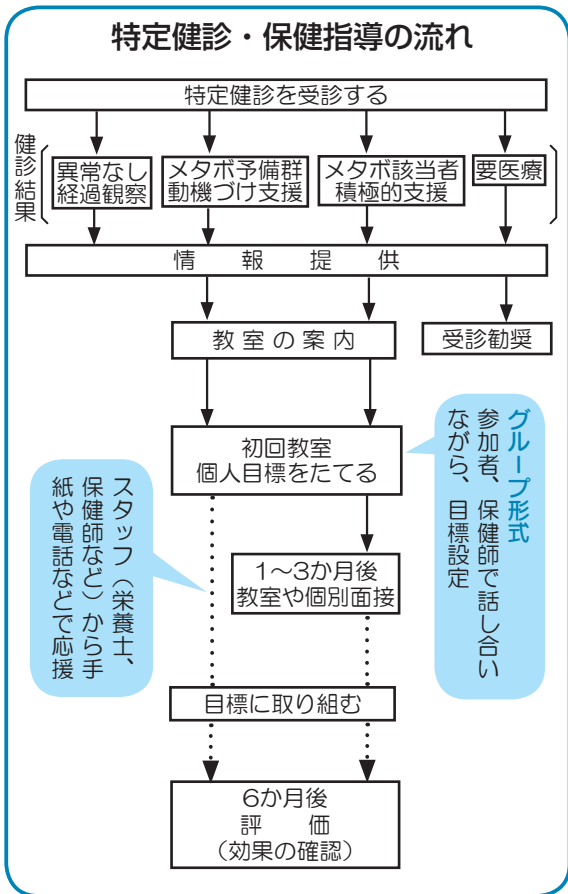 特定健診・保健指導の流れ
特定健診を受診する
健診結果
異常なし
経過観察
メタボ予備群
動機づけ支援
メタボ該当者
積極的支援
要医療
情報提供
教室の案内
受診勧奨
初回教室
個人目標をたてる
グループ形式
参加者、保健師で話し合い
ながら、目標設定
スタッフ（栄養士、
保健師など）から手
紙や電話などで応援
1〜3か月後
教室や個別面接
目標に取り組む
6か月後
評価
（効果の確認）